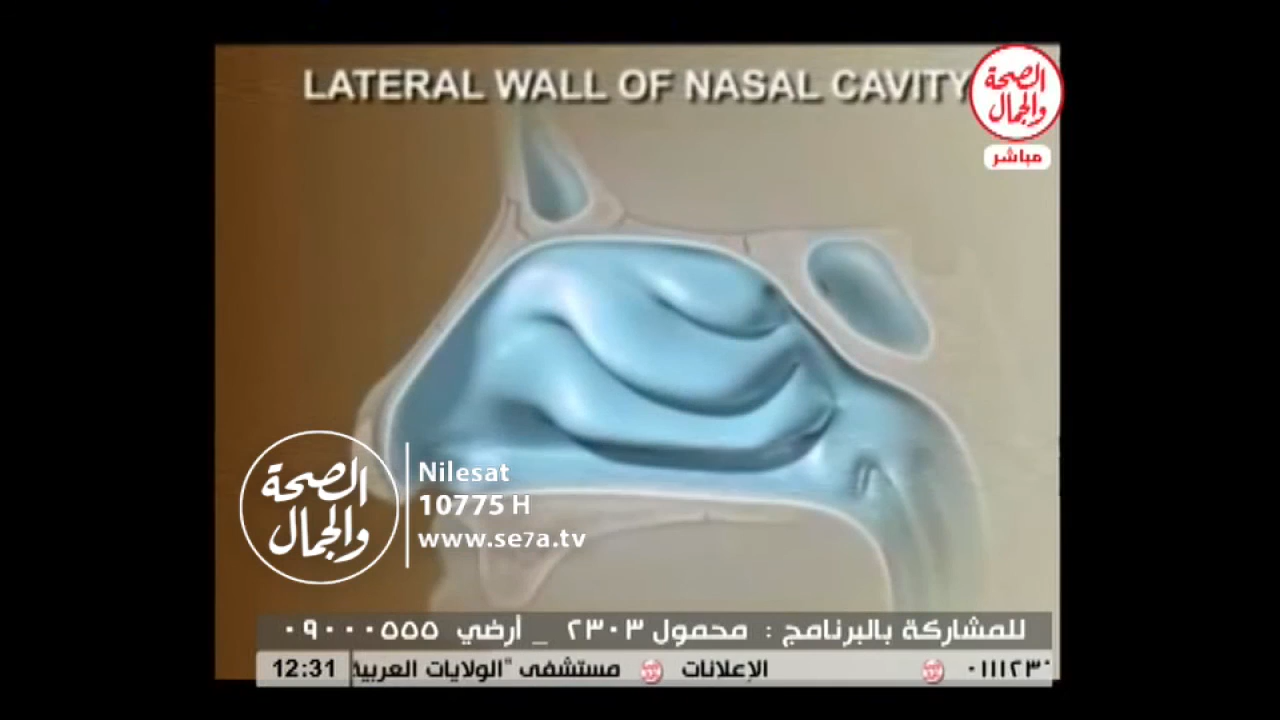 LATERAL WALL OF NASAL CAVITY
الصحة
والجمال
مباشر
الصحة
والجمال
Nilesat
10775 H
www.se7a.tv
للمشاركة بالبرنامج : محمول ٢٣٠٣ _ أرضي ٠٩٠٠٠٥٥٥
٠١١١٢٣ الإعلانات مستشفى "الولايات العربية
12:31